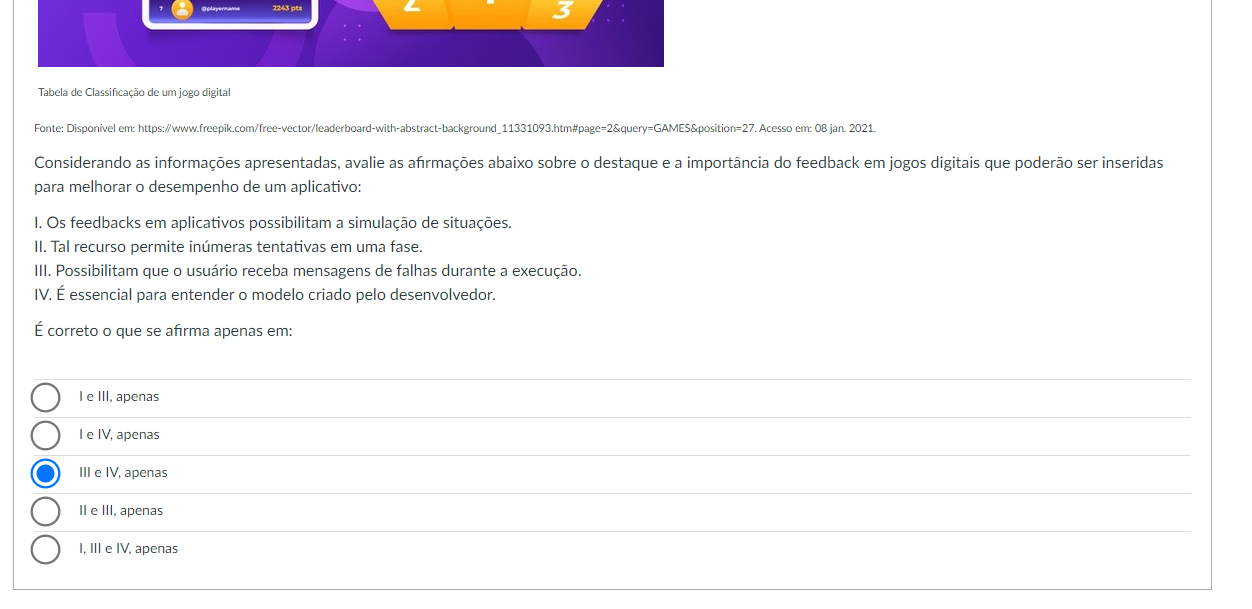 7 @playername 2243 pts
2 3
Tabela de Classificação de um jogo digital
Fonte: Disponível em: https://www.freepik.com/free-vector/leaderboard-with-abstract-background_11331093.htm#page=2&query=GAMES&position=27. Acesso em: 08 jan. 2021.
Considerando as informações apresentadas, avalie as afirmações abaixo sobre o destaque e a importância do feedback em jogos digitais que poderão ser inseridas
para melhorar o desempenho de um aplicativo:
I. Os feedbacks em aplicativos possibilitam a simulação de situações.
II. Tal recurso permite inúmeras tentativas em uma fase.
III. Possibilitam que o usuário receba mensagens de falhas durante a execução.
IV. É essencial para entender o modelo criado pelo desenvolvedor.
É correto o que se afirma apenas em:
I e III, apenas
I e IV, apenas
III e IV, apenas
II e III, apenas
I, III e IV, apenas